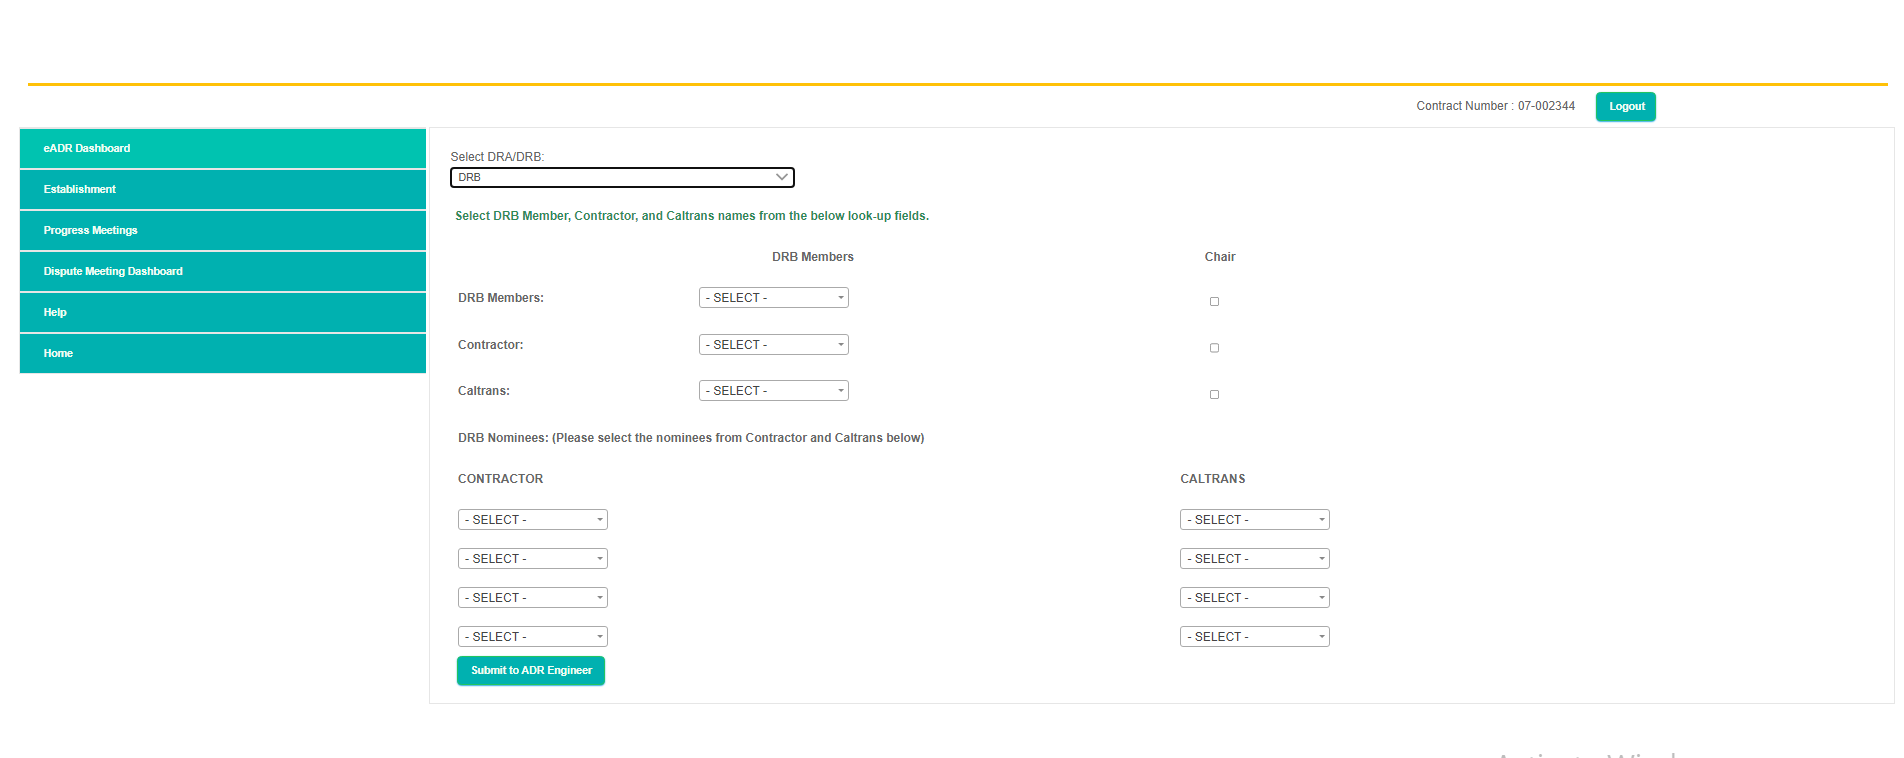 Contract Number : 07-002344 Logout
eADR Dashboard
Establishment
Progress Meetings
Dispute Meeting Dashboard
Help
Home
Select DRA/DRB:
DRB
Select DRB Member, Contractor, and Caltrans names from the below look-up fields.
DRB Members Chair
DRB Members: - SELECT -
Contractor: - SELECT -
Caltrans: - SELECT -
DRB Nominees: (Please select the nominees from Contractor and Caltrans below)
CONTRACTOR CALTRANS
- SELECT - - SELECT -
- SELECT - - SELECT -
- SELECT - - SELECT -
- SELECT - - SELECT -
Submit to ADR Engineer